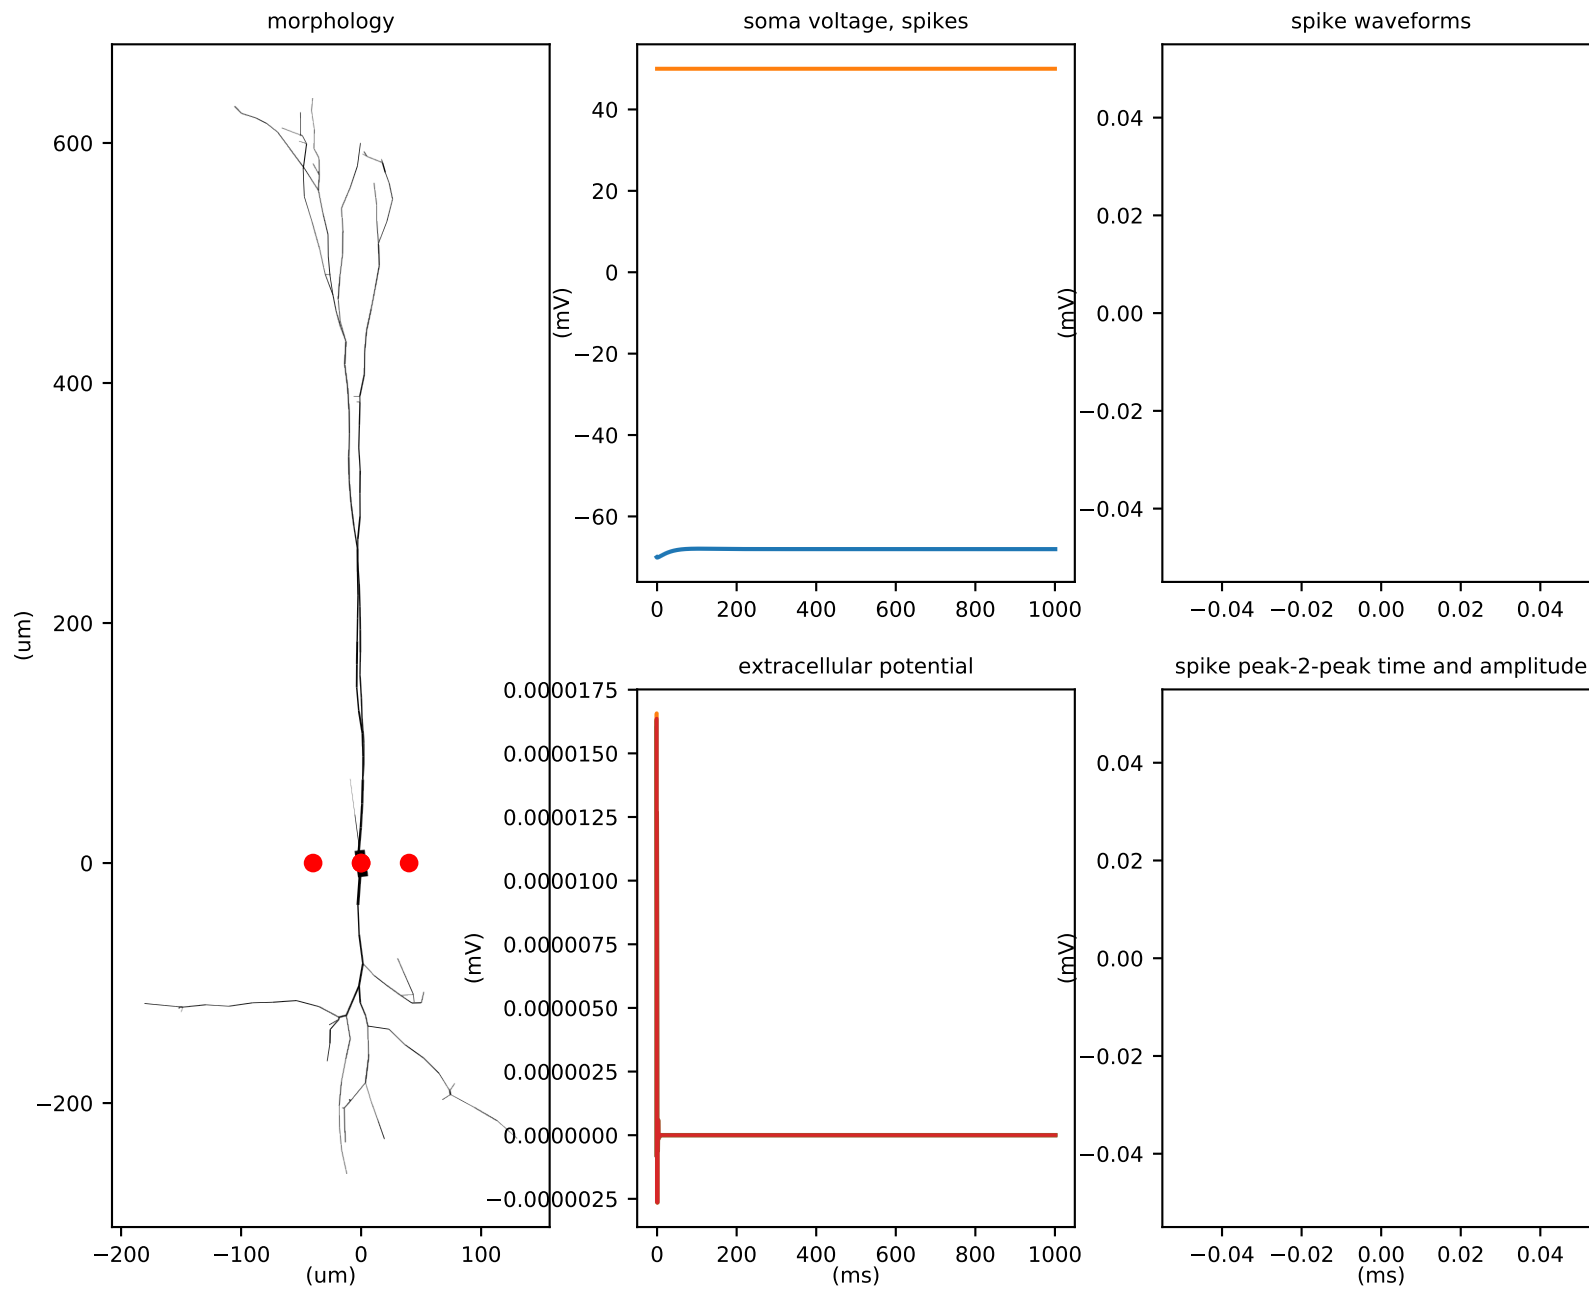 morphology
600
400
200
0
−200
(um)
−200 −100 0 100
(um)
soma voltage, spikes
40
20
0
−20
−40
−60
(mV)
0 200 400 600 800 1000
spike waveforms
0.04
0.02
0.00
−0.02
−0.04
(mV)
−0.04 −0.02 0.00 0.02 0.04
extracellular potential
0.0000175
0.0000150
0.0000125
0.0000100
0.0000075
0.0000050
0.0000025
0.0000000
−0.0000025
(mV)
0 200 400 600 800 1000
(ms)
spike peak-2-peak time and amplitude
0.04
0.02
0.00
−0.02
−0.04
(mV)
−0.04 −0.02 0.00 0.02 0.04
(ms)